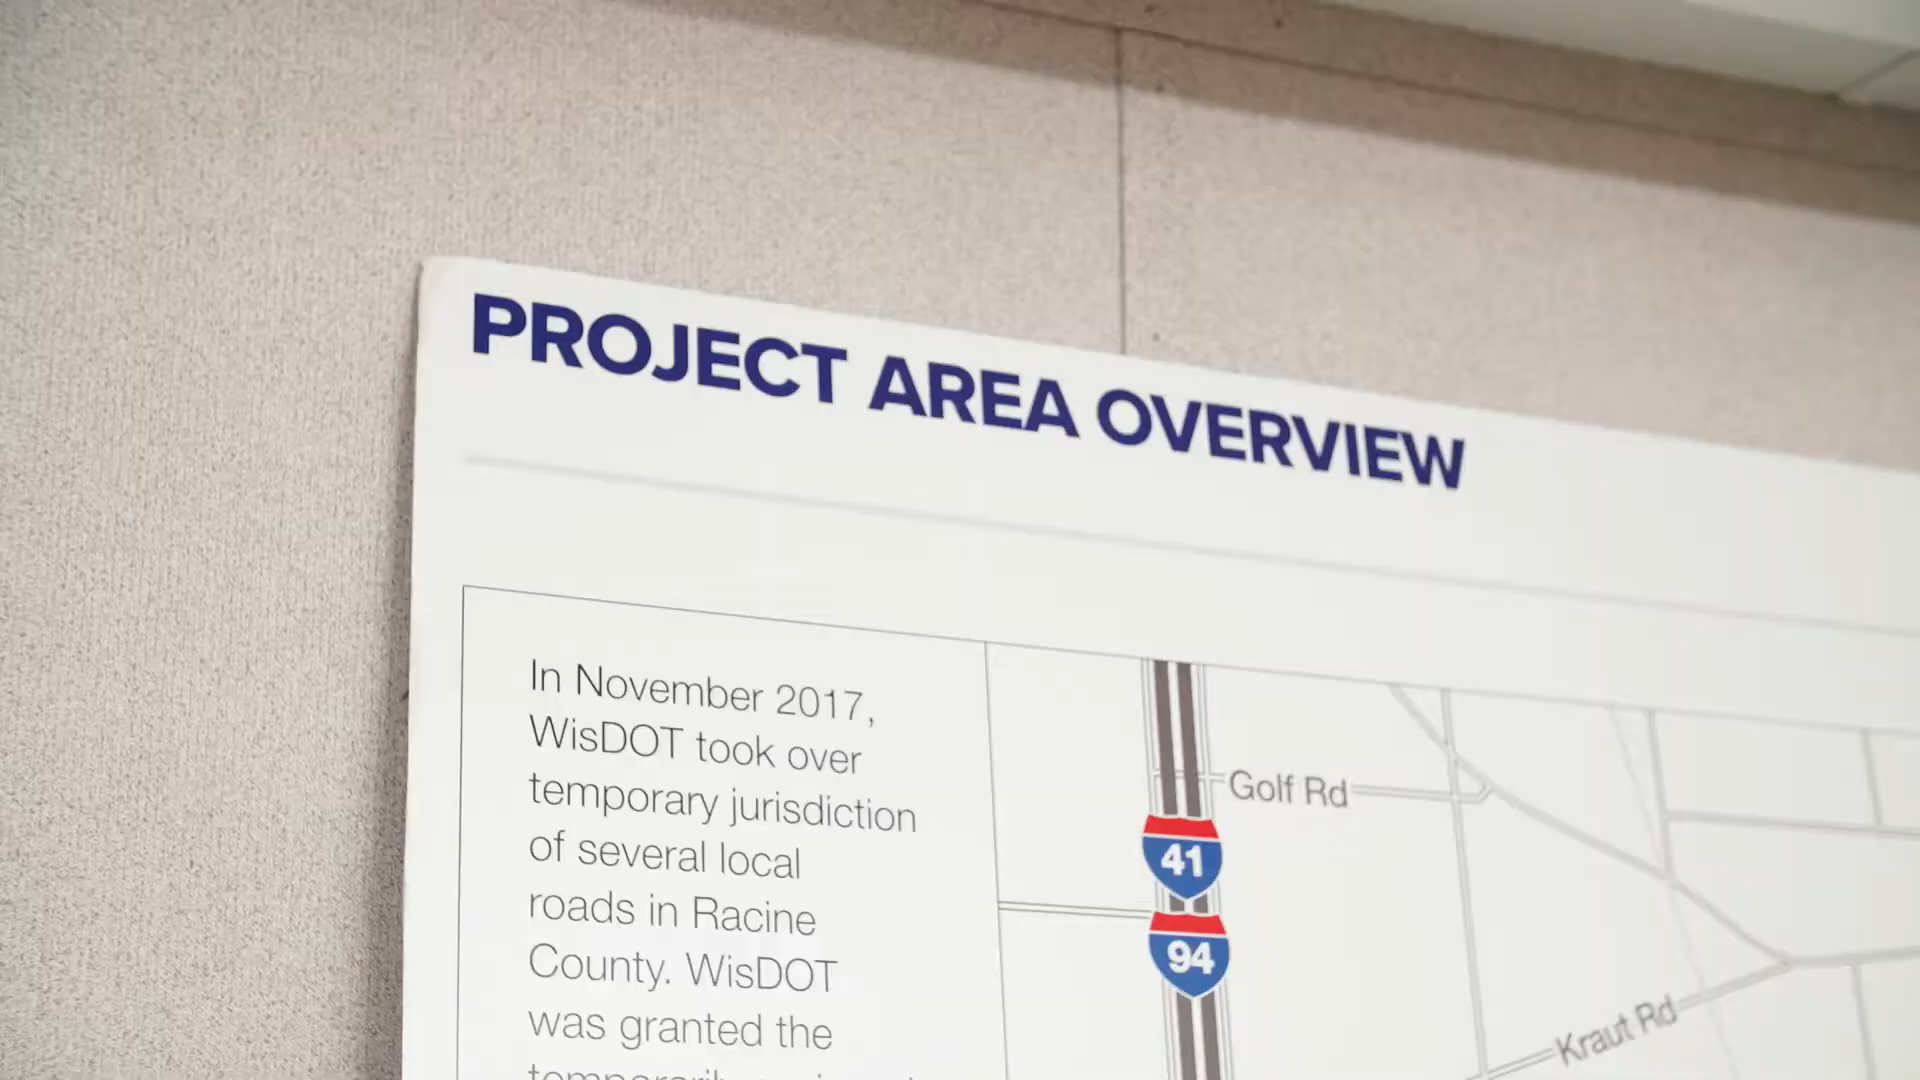 PROJECT AREA OVERVIEW
In November 2017,
WisDOT took over
temporary jurisdiction
of several local
roads in Racine
County. WisDOT
was granted the
Golf Rd
41
94
Kraut Rd